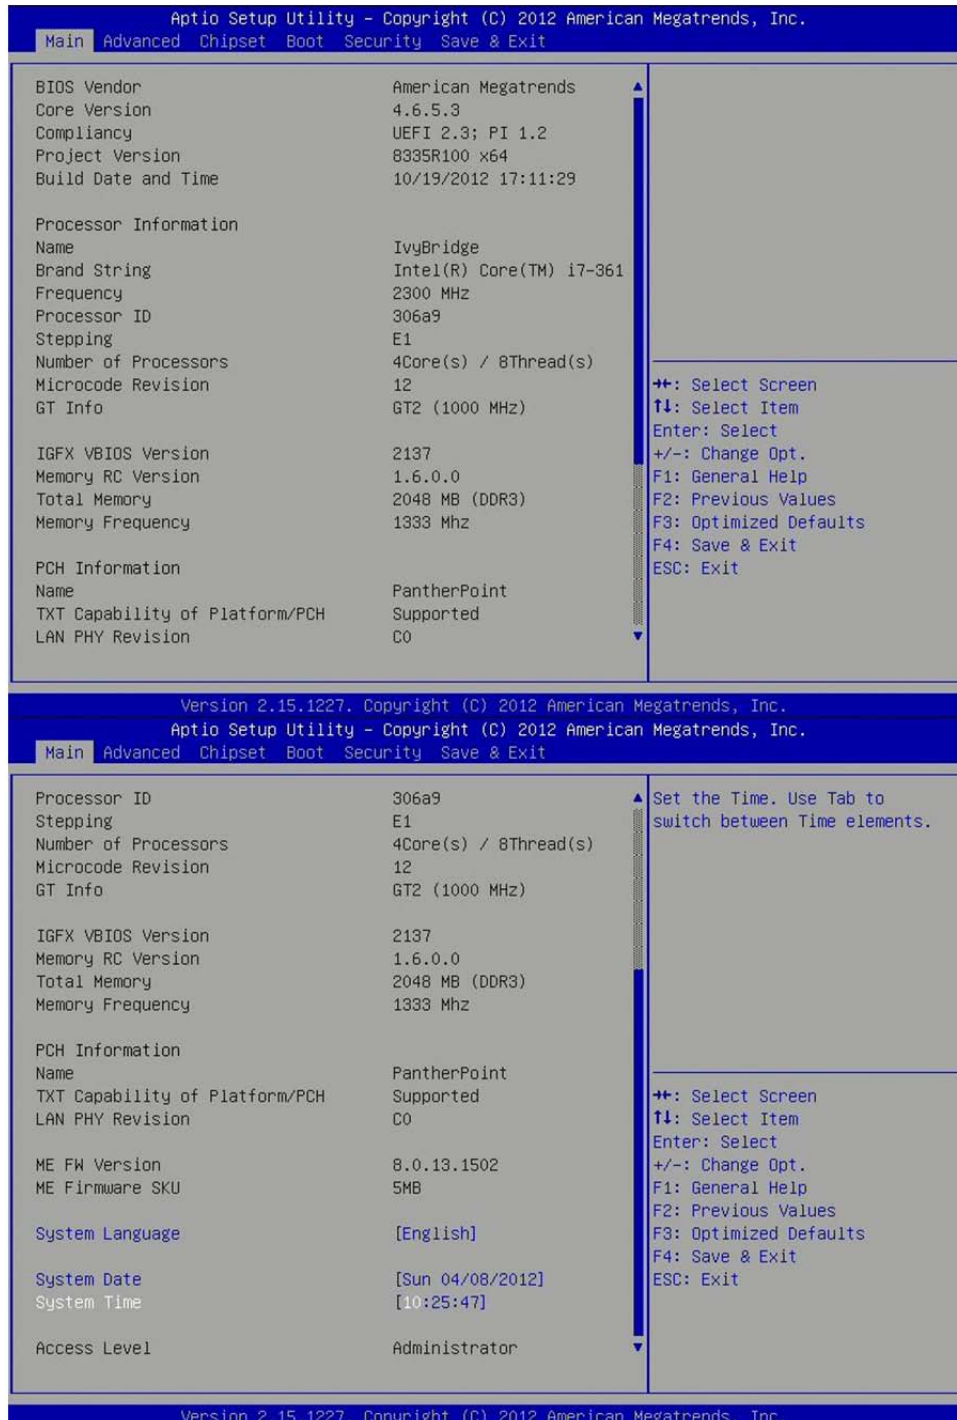 Aptio Setup Utility – Copyright (C) 2012 American Megatrends, Inc.
Main Advanced Chipset Boot Security Save & Exit
BIOS Vendor American Megatrends
Core Version 4.6.5.3
Compliancy UEFI 2.3; PI 1.2
Project Version 8335R100 x64
Build Date and Time 10/19/2012 17:11:29
Processor Information
Name IvyBridge
Brand String Intel(R) Core(TM) i7-361
Frequency 2300 MHz
Processor ID 306a9
Stepping E1
Number of Processors 4Core(s) / 8Thread(s)
Microcode Revision 12
GT Info GT2 (1000 MHz)
IGFX VBIOS Version 2137
Memory RC Version 1.6.0.0
Total Memory 2048 MB (DDR3)
Memory Frequency 1333 Mhz
PCH Information
Name PantherPoint
TXT Capability of Platform/PCH Supported
LAN PHY Revision C0
→←: Select Screen
↑↓: Select Item
Enter: Select
+/-: Change Opt.
F1: General Help
F2: Previous Values
F3: Optimized Defaults
F4: Save & Exit
ESC: Exit
Version 2.15.1227. Copyright (C) 2012 American Megatrends, Inc.
Aptio Setup Utility – Copyright (C) 2012 American Megatrends, Inc.
Main Advanced Chipset Boot Security Save & Exit
Processor ID 306a9
Stepping E1
Number of Processors 4Core(s) / 8Thread(s)
Microcode Revision 12
GT Info GT2 (1000 MHz)
IGFX VBIOS Version 2137
Memory RC Version 1.6.0.0
Total Memory 2048 MB (DDR3)
Memory Frequency 1333 Mhz
PCH Information
Name PantherPoint
TXT Capability of Platform/PCH Supported
LAN PHY Revision C0
ME FW Version 8.0.13.1502
ME Firmware SKU 5MB
System Language [English]
System Date [Sun 04/08/2012]
System Time [10:25:47]
Access Level Administrator
Set the Time. Use Tab to
switch between Time elements.
→←: Select Screen
↑↓: Select Item
Enter: Select
+/-: Change Opt.
F1: General Help
F2: Previous Values
F3: Optimized Defaults
F4: Save & Exit
ESC: Exit
Version 2.15.1227. Copyright (C) 2012 American Megatrends, Inc.